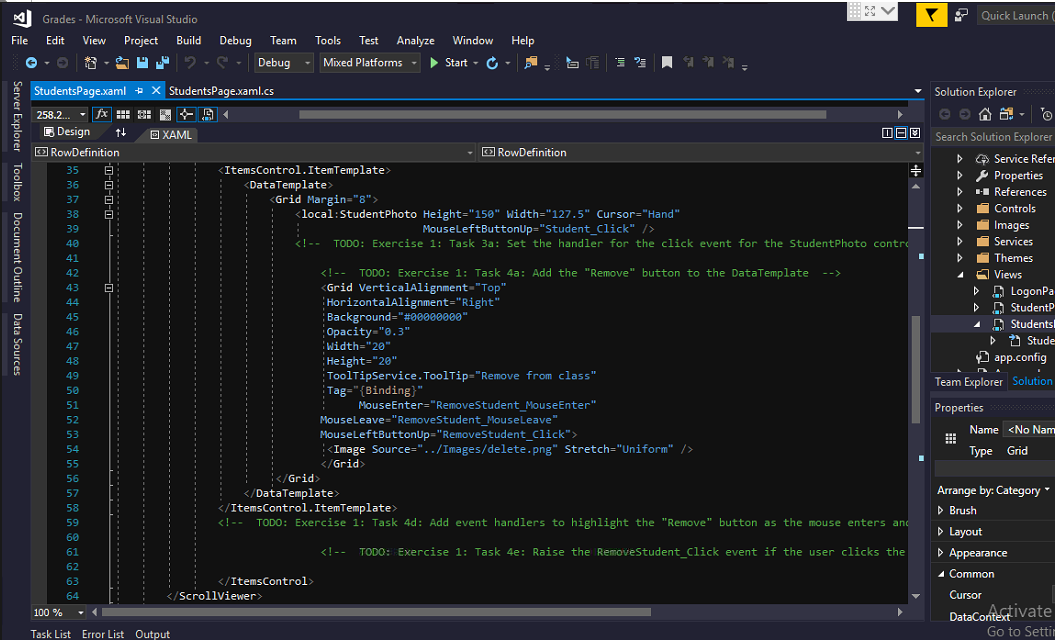 Grades - Microsoft Visual Studio
Quick Launch (
File Edit View Project Build Debug Team Tools Test Analyze Window Help
Debug Mixed Platforms Start
StudentsPage.xaml StudentsPage.xaml.cs
258.2... fx
Design XAML
RowDefinition RowDefinition
35 <ItemsControl.ItemTemplate>
36 <DataTemplate>
37 <Grid Margin="8">
38 <local:StudentPhoto Height="150" Width="127.5" Cursor="Hand"
39 MouseLeftButtonUp="Student_Click" />
40 <!-- TODO: Exercise 1: Task 3a: Set the handler for the click event for the StudentPhoto contro
41
42 <!-- TODO: Exercise 1: Task 4a: Add the "Remove" button to the DataTemplate -->
43 <Grid VerticalAlignment="Top"
44 HorizontalAlignment="Right"
45 Background="#00000000"
46 Opacity="0.3"
47 Width="20"
48 Height="20"
49 ToolTipService.ToolTip="Remove from class"
50 Tag="{Binding}"
51 MouseEnter="RemoveStudent_MouseEnter"
52 MouseLeave="RemoveStudent_MouseLeave"
53 MouseLeftButtonUp="RemoveStudent_Click">
54 <Image Source="../Images/delete.png" Stretch="Uniform" />
55 </Grid>
56 </Grid>
57 </DataTemplate>
58 </ItemsControl.ItemTemplate>
59 <!-- TODO: Exercise 1: Task 4d: Add event handlers to highlight the "Remove" button as the mouse enters and
60
61 <!-- TODO: Exercise 1: Task 4e: Raise the RemoveStudent_Click event if the user clicks the
62
63 </ItemsControl>
64 </ScrollViewer>
100 %
Task List Error List Output
Server Explorer
Toolbox
Document Outline
Data Sources
Solution Explorer
Search Solution Explorer
Service Refer
Properties
References
Controls
Images
Services
Themes
Views
LogonPa
StudentP
StudentsI
Stude
app.config
Team Explorer Solution
Properties
Name <No Nam
Type Grid
Arrange by: Category
Brush
Layout
Appearance
Common
Cursor
DataContext
Activate
Go to Setti